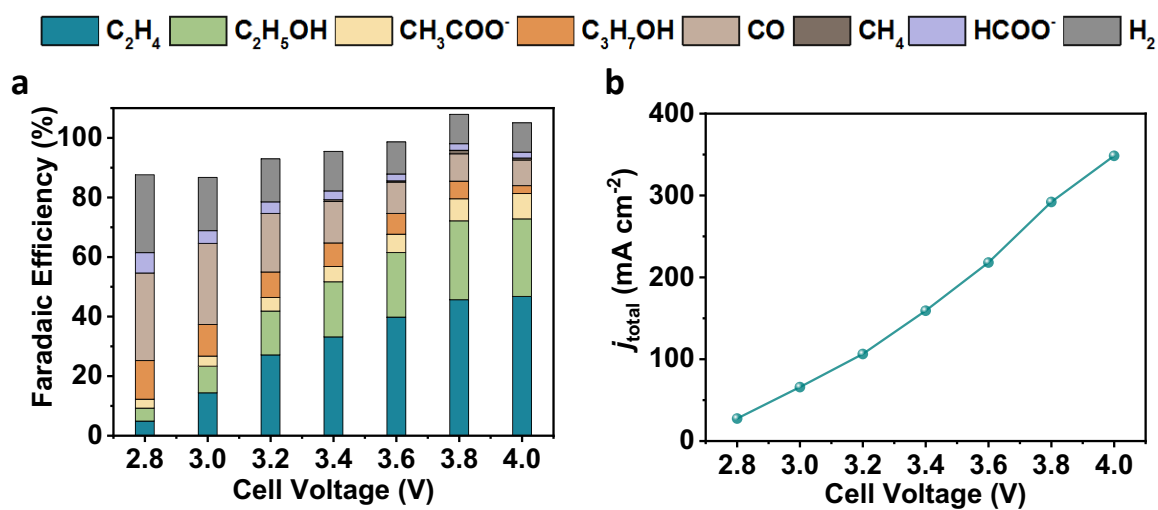 C₂H₄ C₂H₅OH CH₃COO⁻ C₃H₇OH CO CH₄ HCOO⁻ H₂
a
Faradaic Efficiency (%)
100
80
60
40
20
0
2.8 3.0 3.2 3.4 3.6 3.8 4.0
Cell Voltage (V)
b
j_total (mA cm⁻²)
400
300
200
100
0
2.8 3.0 3.2 3.4 3.6 3.8 4.0
Cell Voltage (V)